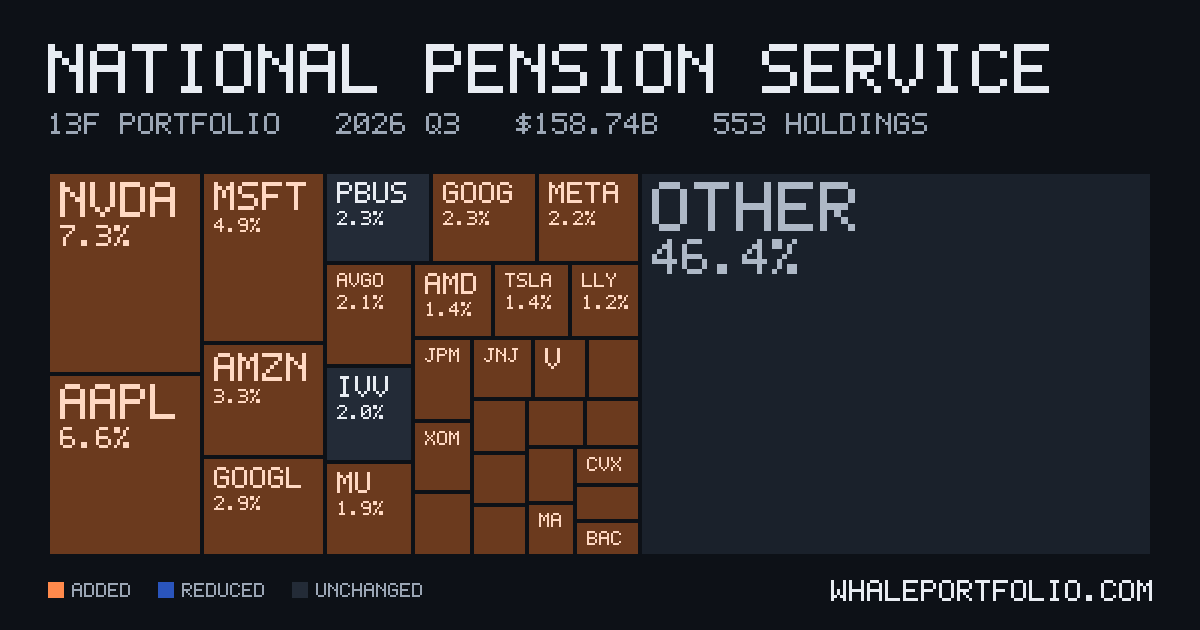 NATIONAL PENSION SERVICE
13F PORTFOLIO 2026 Q3 $158.74B 553 HOLDINGS
NVDA
7.3%
AAPL
6.6%
MSFT
4.9%
AMZN
3.3%
GOOGL
2.9%
PBUS
2.3%
GOOG
2.3%
META
2.2%
AVGO
2.1%
IVV
2.0%
MU
1.9%
AMD
1.4%
TSLA
1.4%
LLY
1.2%
JPM
JNJ
V
XOM
CVX
MA
BAC
OTHER
46.4%
ADDED REDUCED UNCHANGED
WHALEPORTFOLIO.COM